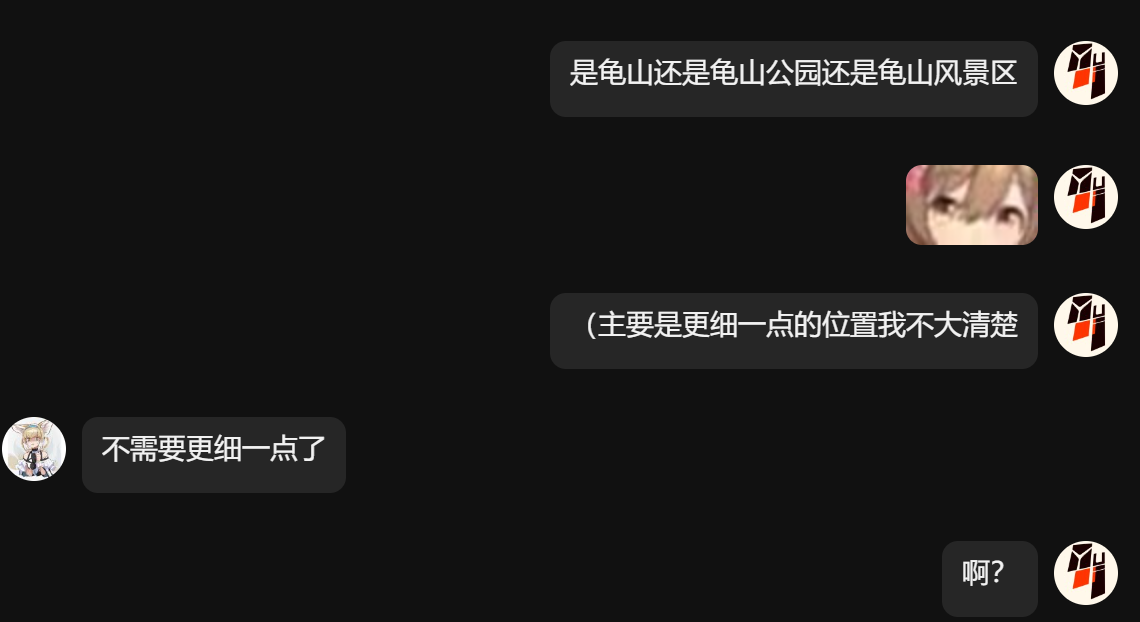 是龟山还是龟山公园还是龟山风景区
（主要是更细一点的位置我不大清楚
不需要更细一点了
啊？